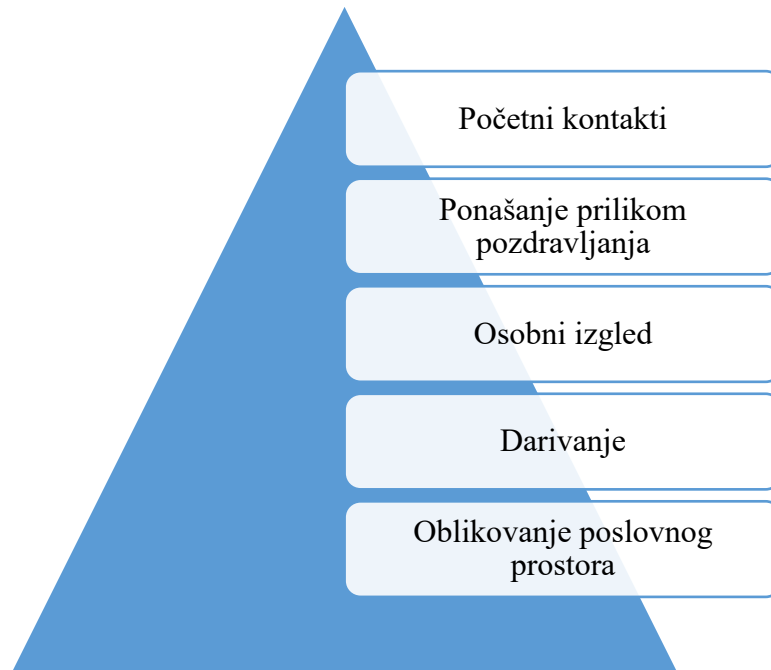 Početni kontakti
Ponašanje prilikom
pozdravljanja
Osobni izgled
Darivanje
Oblikovanje poslovnog
prostora